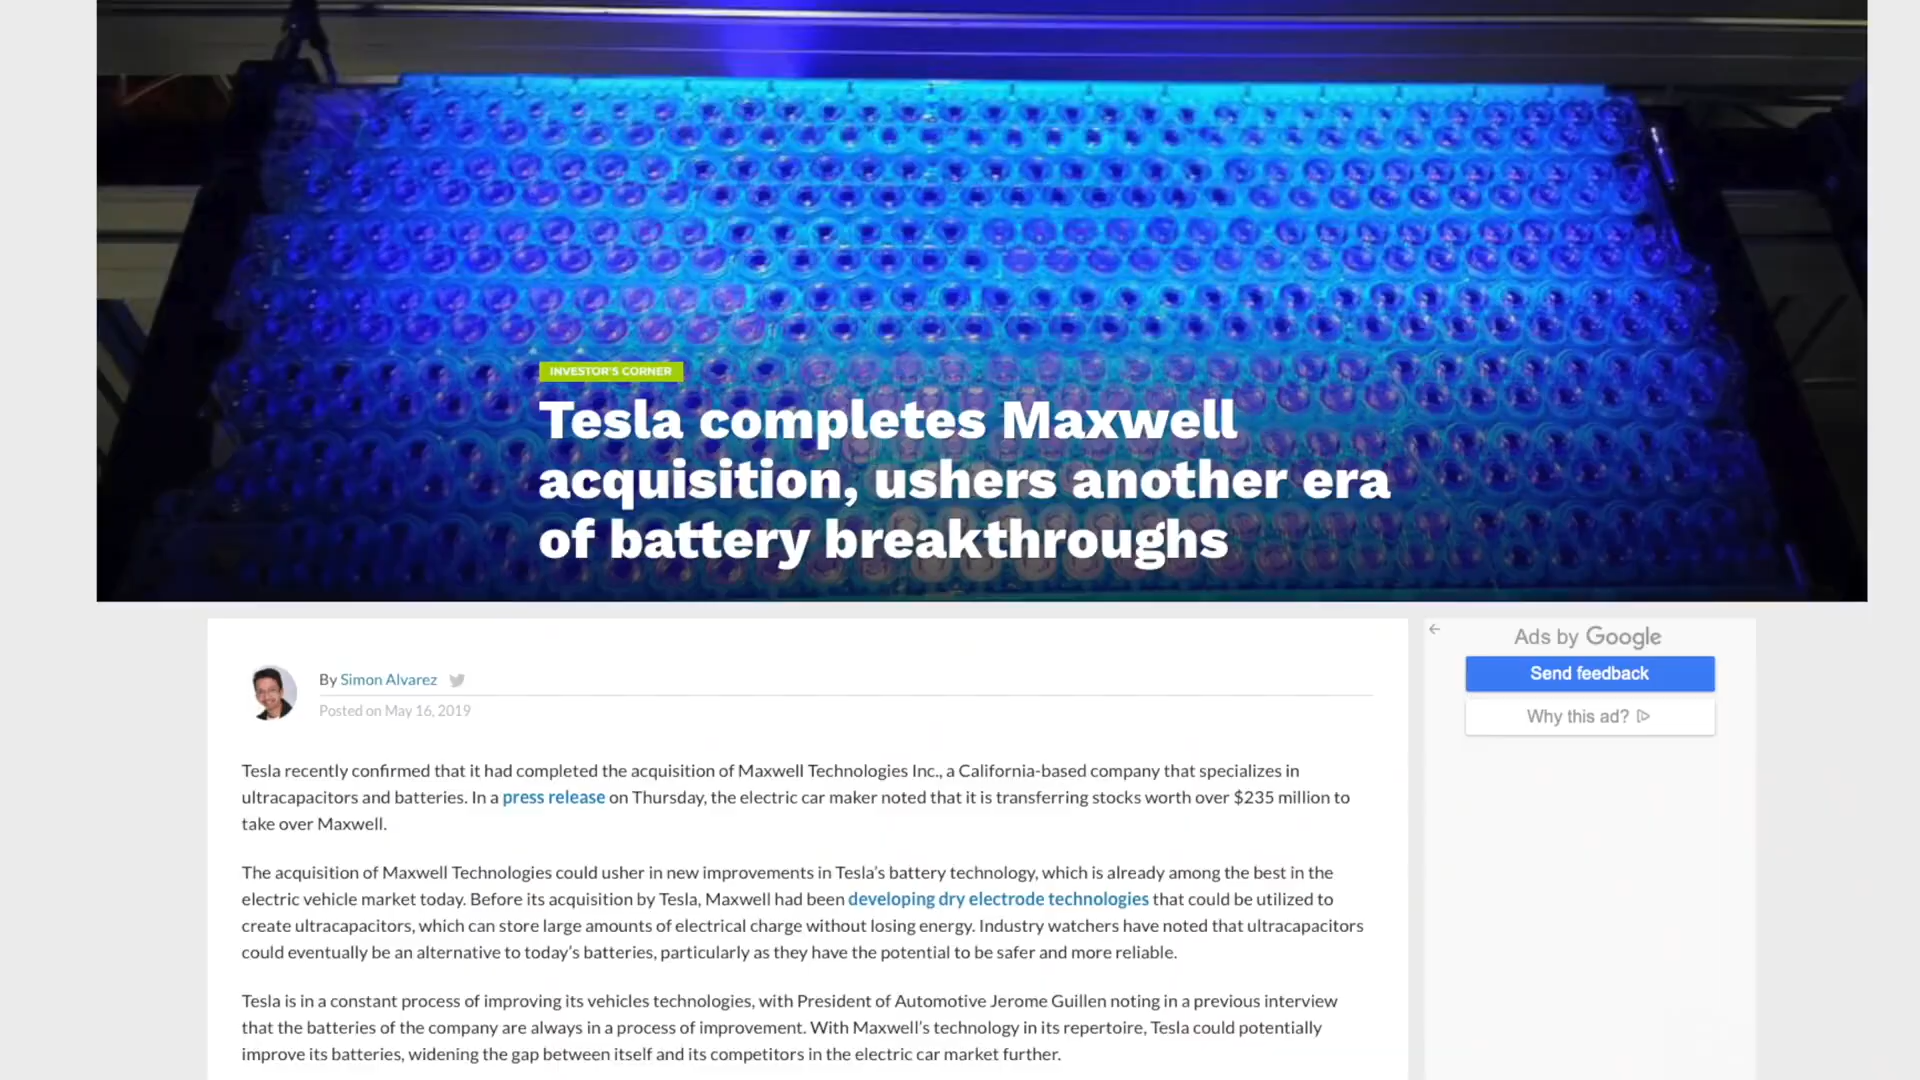 INVESTOR'S CORNER
Tesla completes Maxwell
acquisition, ushers another era
of battery breakthroughs
By Simon Alvarez
Posted on May 16, 2019
Ads by Google
Send feedback
Why this ad?
Tesla recently confirmed that it had completed the acquisition of Maxwell Technologies Inc., a California-based company that specializes in
ultracapacitors and batteries. In a press release on Thursday, the electric car maker noted that it is transferring stocks worth over $235 million to
take over Maxwell.
The acquisition of Maxwell Technologies could usher in new improvements in Tesla's battery technology, which is already among the best in the
electric vehicle market today. Before its acquisition by Tesla, Maxwell had been developing dry electrode technologies that could be utilized to
create ultracapacitors, which can store large amounts of electrical charge without losing energy. Industry watchers have noted that ultracapacitors
could eventually be an alternative to today's batteries, particularly as they have the potential to be safer and more reliable.
Tesla is in a constant process of improving its vehicles technologies, with President of Automotive Jerome Guillen noting in a previous interview
that the batteries of the company are always in a process of improvement. With Maxwell's technology in its repertoire, Tesla could potentially
improve its batteries, widening the gap between itself and its competitors in the electric car market further.